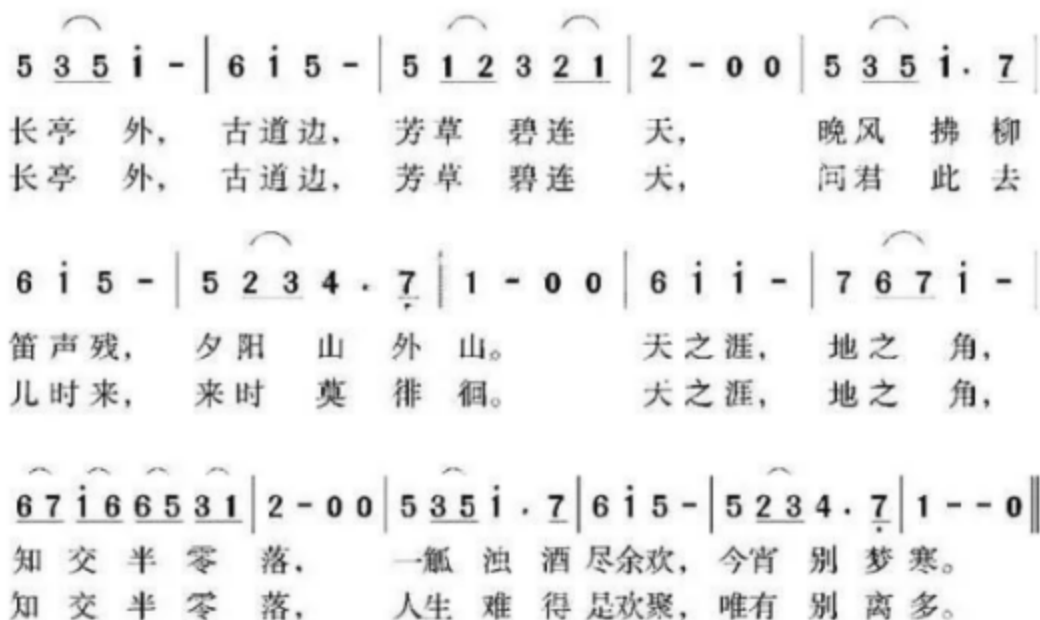 5 3 5 i - | 6 i 5 - | 5 1 2 3 2 1 | 2 - 0 0 | 5 3 5 i . 7 |
长亭 外， 古道边， 芳草 碧连 天， 晚风 拂 柳
长亭 外， 古道边， 芳草 碧连 天， 问君 此 去
6 i 5 - | 5 2 3 4 . 7 | 1 - 0 0 | 6 i i - | 7 6 7 i - |
笛声残， 夕阳 山 外 山。 天之涯， 地之 角，
几时来， 来时 莫 徘 徊。 天之涯， 地之 角，
6 7 i 6 6 5 3 1 | 2 - 0 0 | 5 3 5 i . 7 | 6 i 5 - | 5 2 3 4 . 7 | 1 - - 0 ||
知 交 半 零 落， 一觚 浊 酒 尽余欢， 今宵 别 梦 寒。
知 交 半 零 落， 人生 难 得 是欢聚， 唯有 别 离 多。